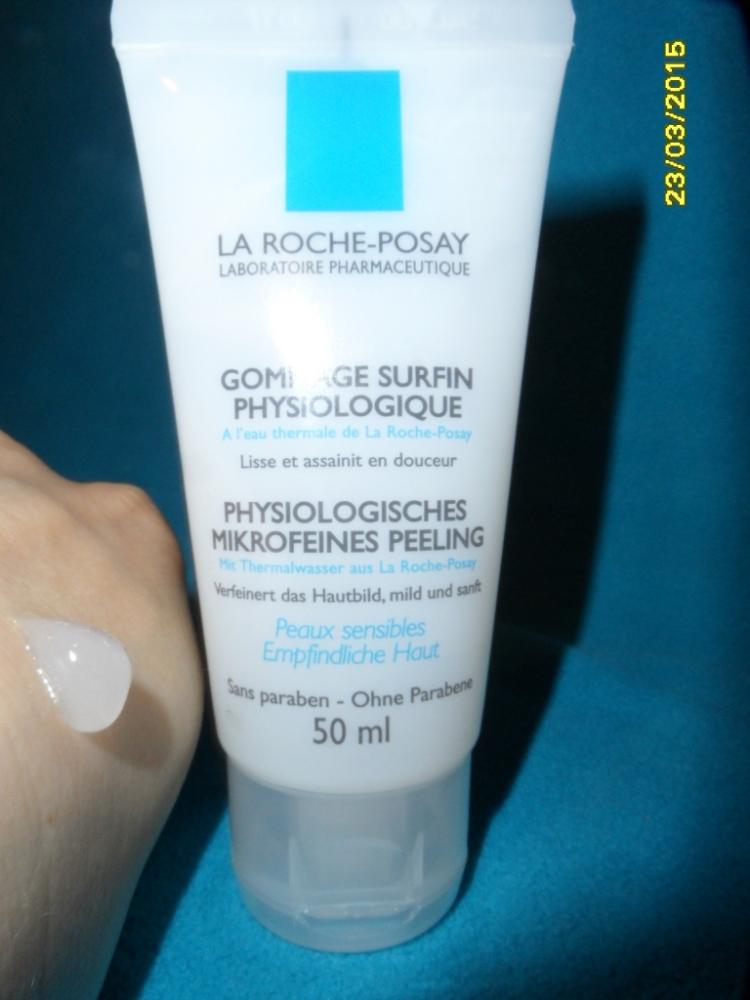 LA ROCHE-POSAY
LABORATOIRE PHARMACEUTIQUE
GOMMAGE SURFIN
PHYSIOLOGIQUE
A l'eau thermale de La Roche-Posay
Lisse et assainit en douceur
PHYSIOLOGISCHES
MIKROFEINES PEELING
Mit Thermalwasser aus La Roche-Posay
Verfeinert das Hautbild, mild und sanft
Peaux sensibles
Empfindliche Haut
Sans paraben - Ohne Parabene
50 ml
23/03/2015